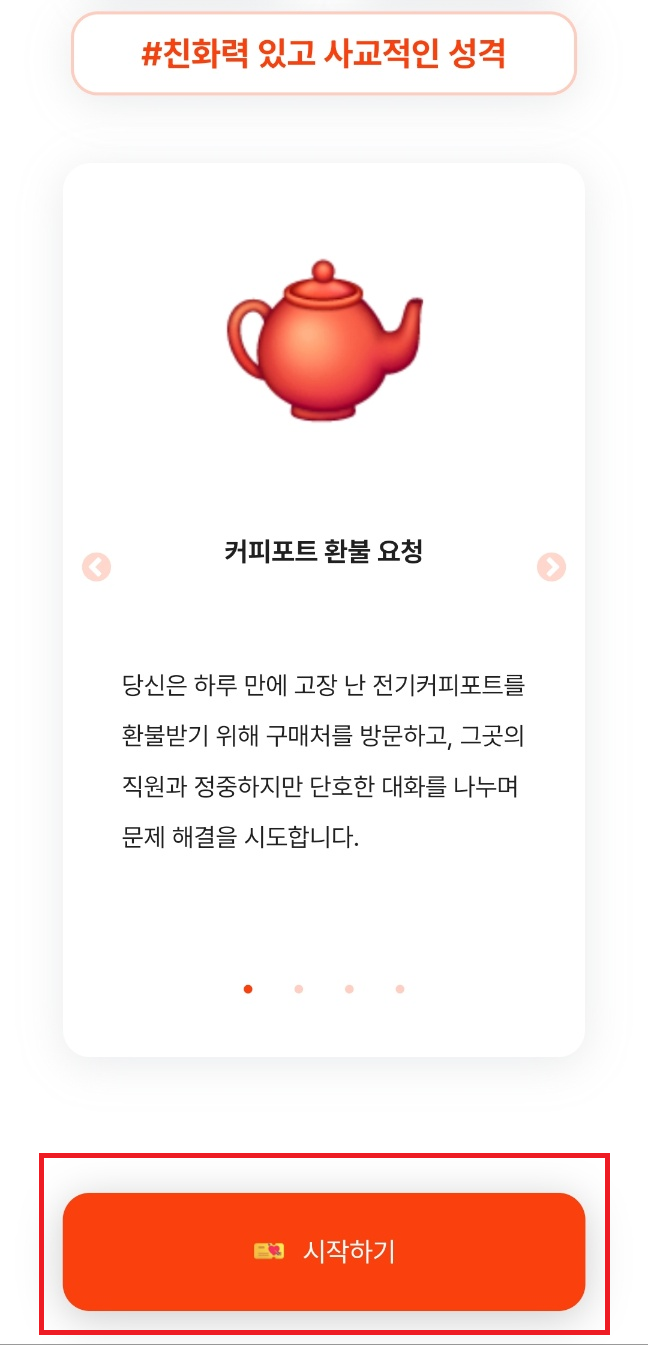 #친화력 있고 사교적인 성격
커피포트 환불 요청
당신은 하루 만에 고장 난 전기커피포트를
환불받기 위해 구매처를 방문하고, 그곳의
직원과 정중하지만 단호한 대화를 나누며
문제 해결을 시도합니다.
시작하기